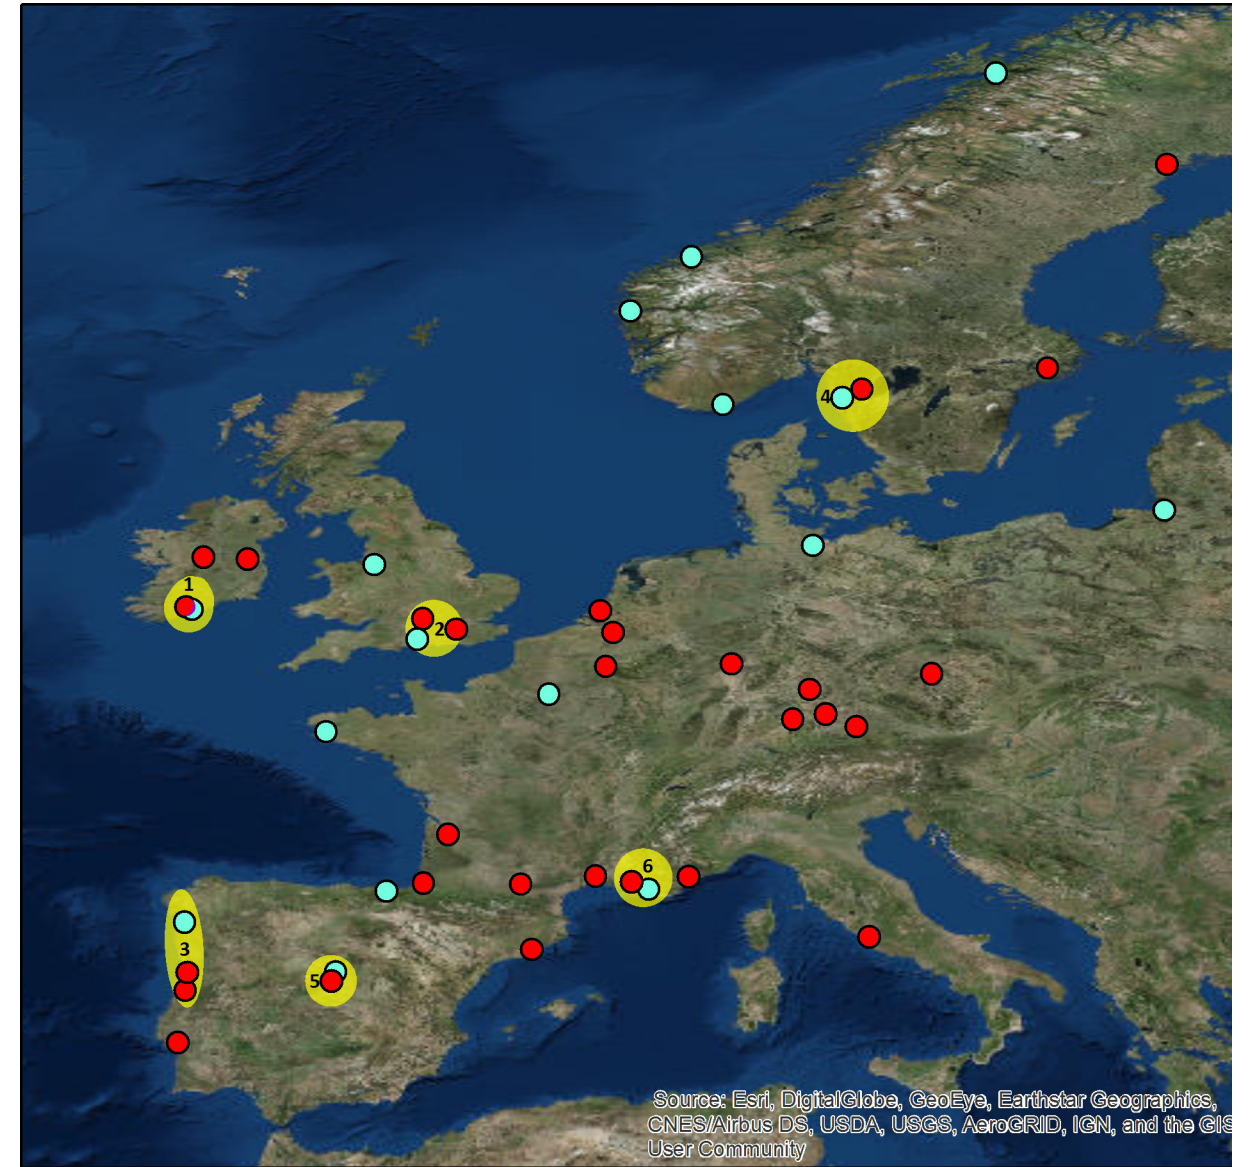 4
1
2
6
3
5
Source: Esri, DigitalGlobe, GeoEye, Earthstar Geographics,
CNES/Airbus DS, USDA, USGS, AeroGRID, IGN, and the GIS
User Community